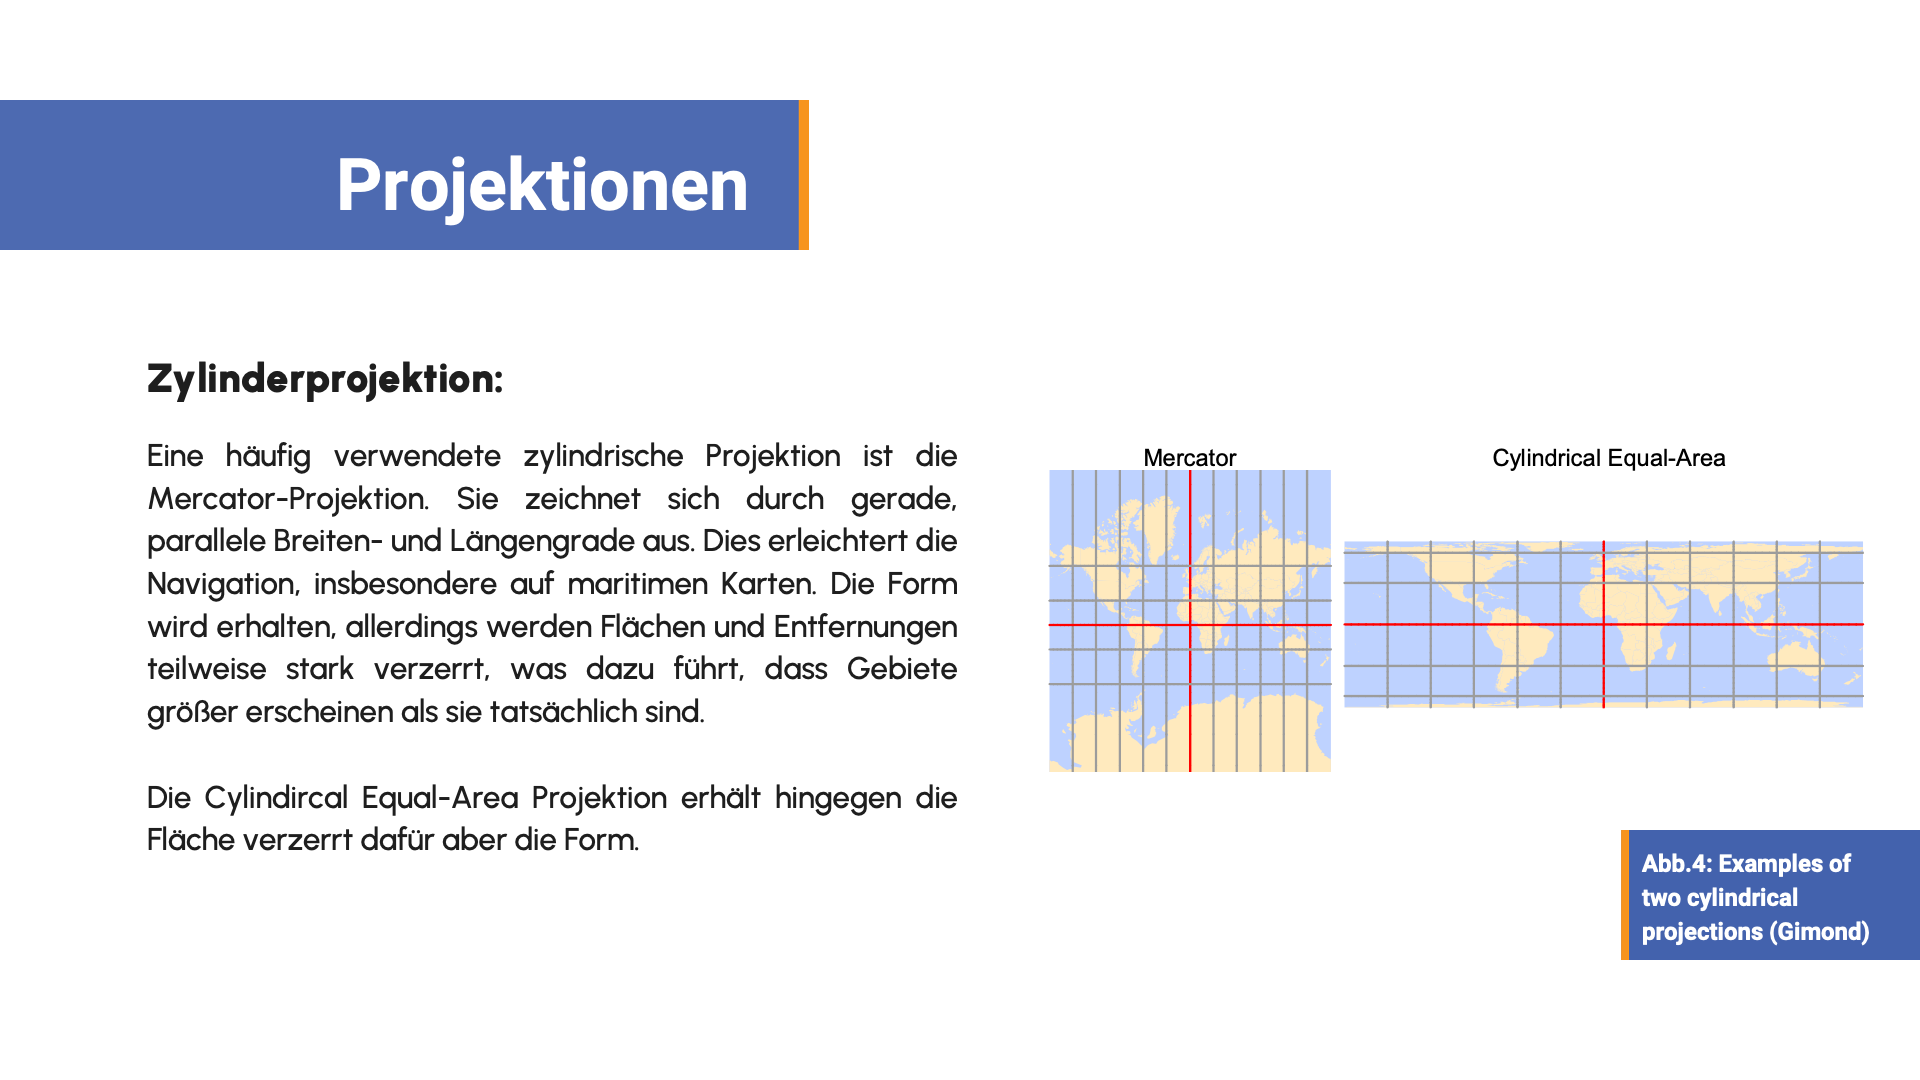 Projektionen
Zylinderprojektion:
Eine häufig verwendete zylindrische Projektion ist die
Mercator-Projektion. Sie zeichnet sich durch gerade,
parallele Breiten- und Längengrade aus. Dies erleichtert die
Navigation, insbesondere auf maritimen Karten. Die Form
wird erhalten, allerdings werden Flächen und Entfernungen
teilweise stark verzerrt, was dazu führt, dass Gebiete
größer erscheinen als sie tatsächlich sind.
Die Cylindircal Equal-Area Projektion erhält hingegen die
Fläche verzerrt dafür aber die Form.
Mercator
Cylindrical Equal-Area
Abb.4: Examples of
two cylindrical
projections (Gimond)